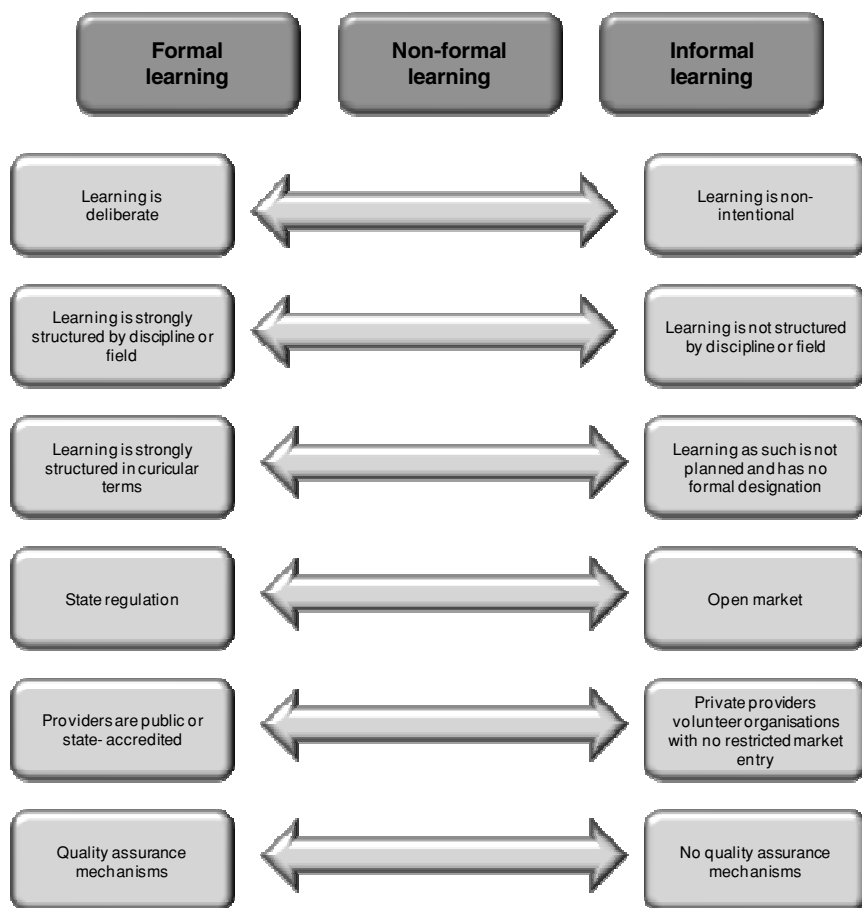 Formal
learning
Non-formal
learning
Informal
learning
Learning is
deliberate
Learning is non-
intentional
Learning is strongly
structured by discipline or
field
Learning is not structured
by discipline or field
Learning is strongly
structured in curicular
terms
Learning as such is not
planned and has no
formal designation
State regulation
Open market
Providers are public or
state- accredited
Private providers
volunteer organisations
with no restricted market
entry
Quality assurance
mechanisms
No quality assurance
mechanisms